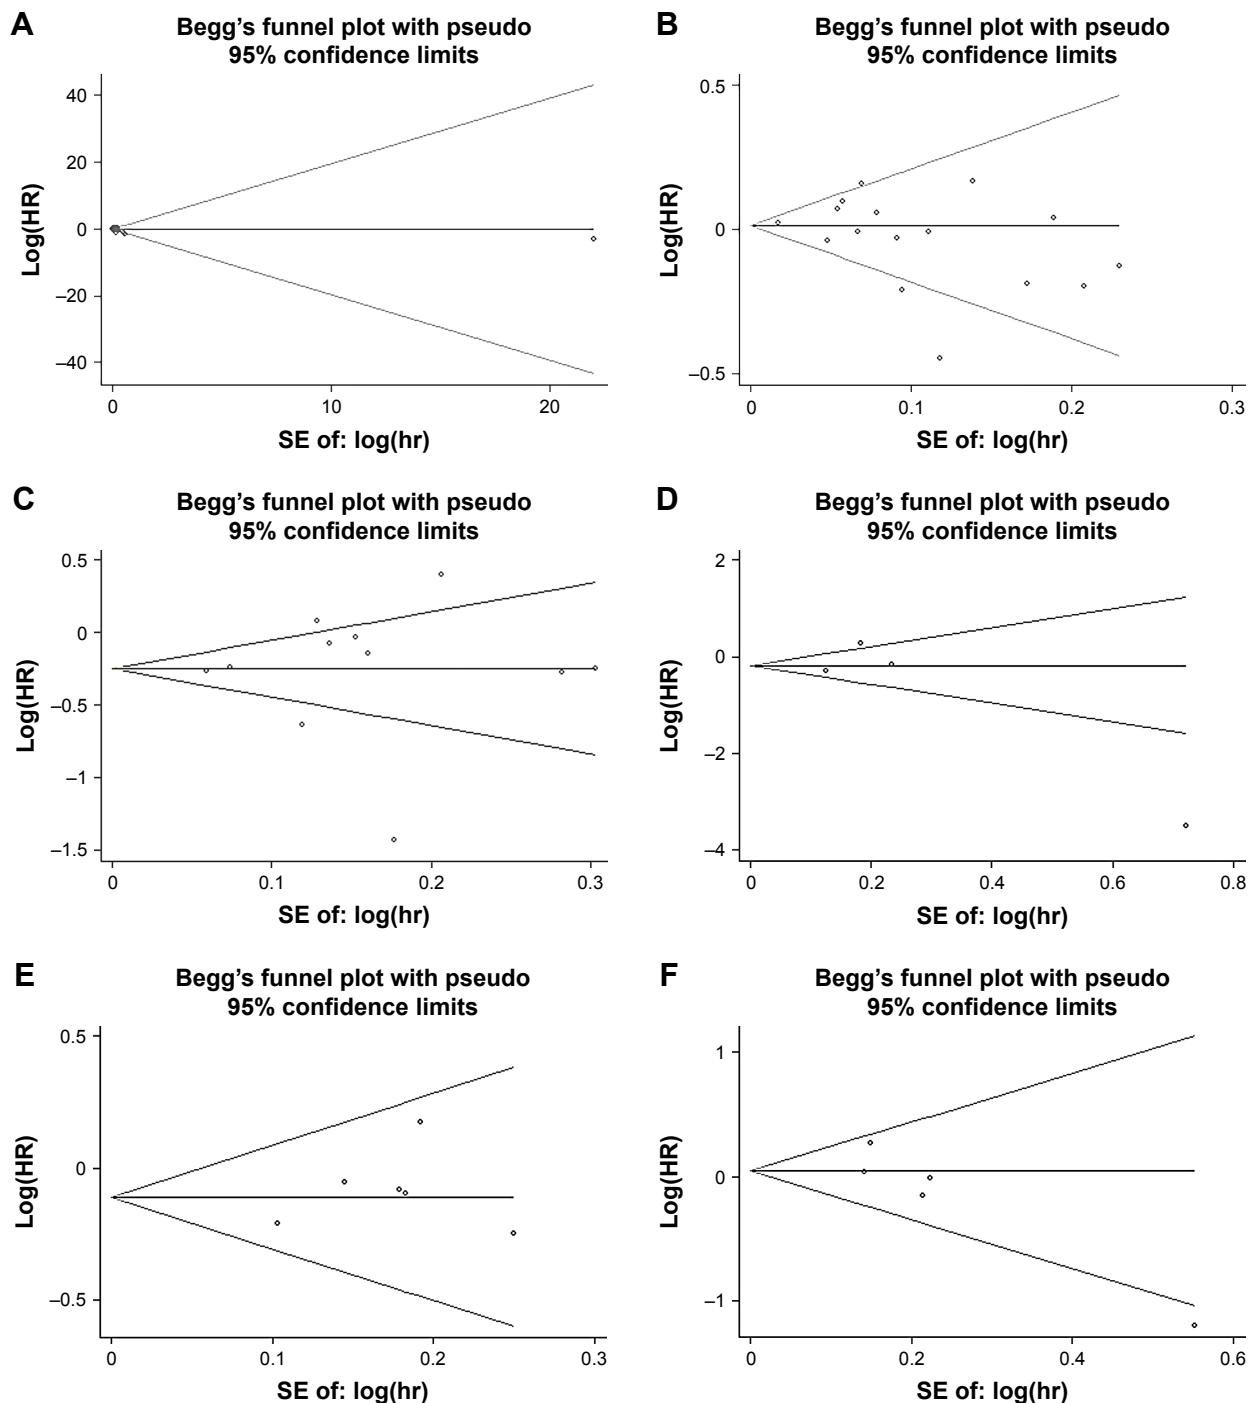 A
Begg’s funnel plot with pseudo
95% confidence limits
Log(HR)
40
20
0
–20
–40
0
10
20
SE of: log(hr)
B
Begg’s funnel plot with pseudo
95% confidence limits
Log(HR)
0.5
0
–0.5
0
0.1
0.2
0.3
SE of: log(hr)
C
Begg’s funnel plot with pseudo
95% confidence limits
Log(HR)
0.5
0
–0.5
–1
–1.5
0
0.1
0.2
0.3
SE of: log(hr)
D
Begg’s funnel plot with pseudo
95% confidence limits
Log(HR)
2
0
–2
–4
0
0.2
0.4
0.6
0.8
SE of: log(hr)
E
Begg’s funnel plot with pseudo
95% confidence limits
Log(HR)
0.5
0
–0.5
0
0.1
0.2
0.3
SE of: log(hr)
F
Begg’s funnel plot with pseudo
95% confidence limits
Log(HR)
1
0
–1
0
0.2
0.4
0.6
SE of: log(hr)